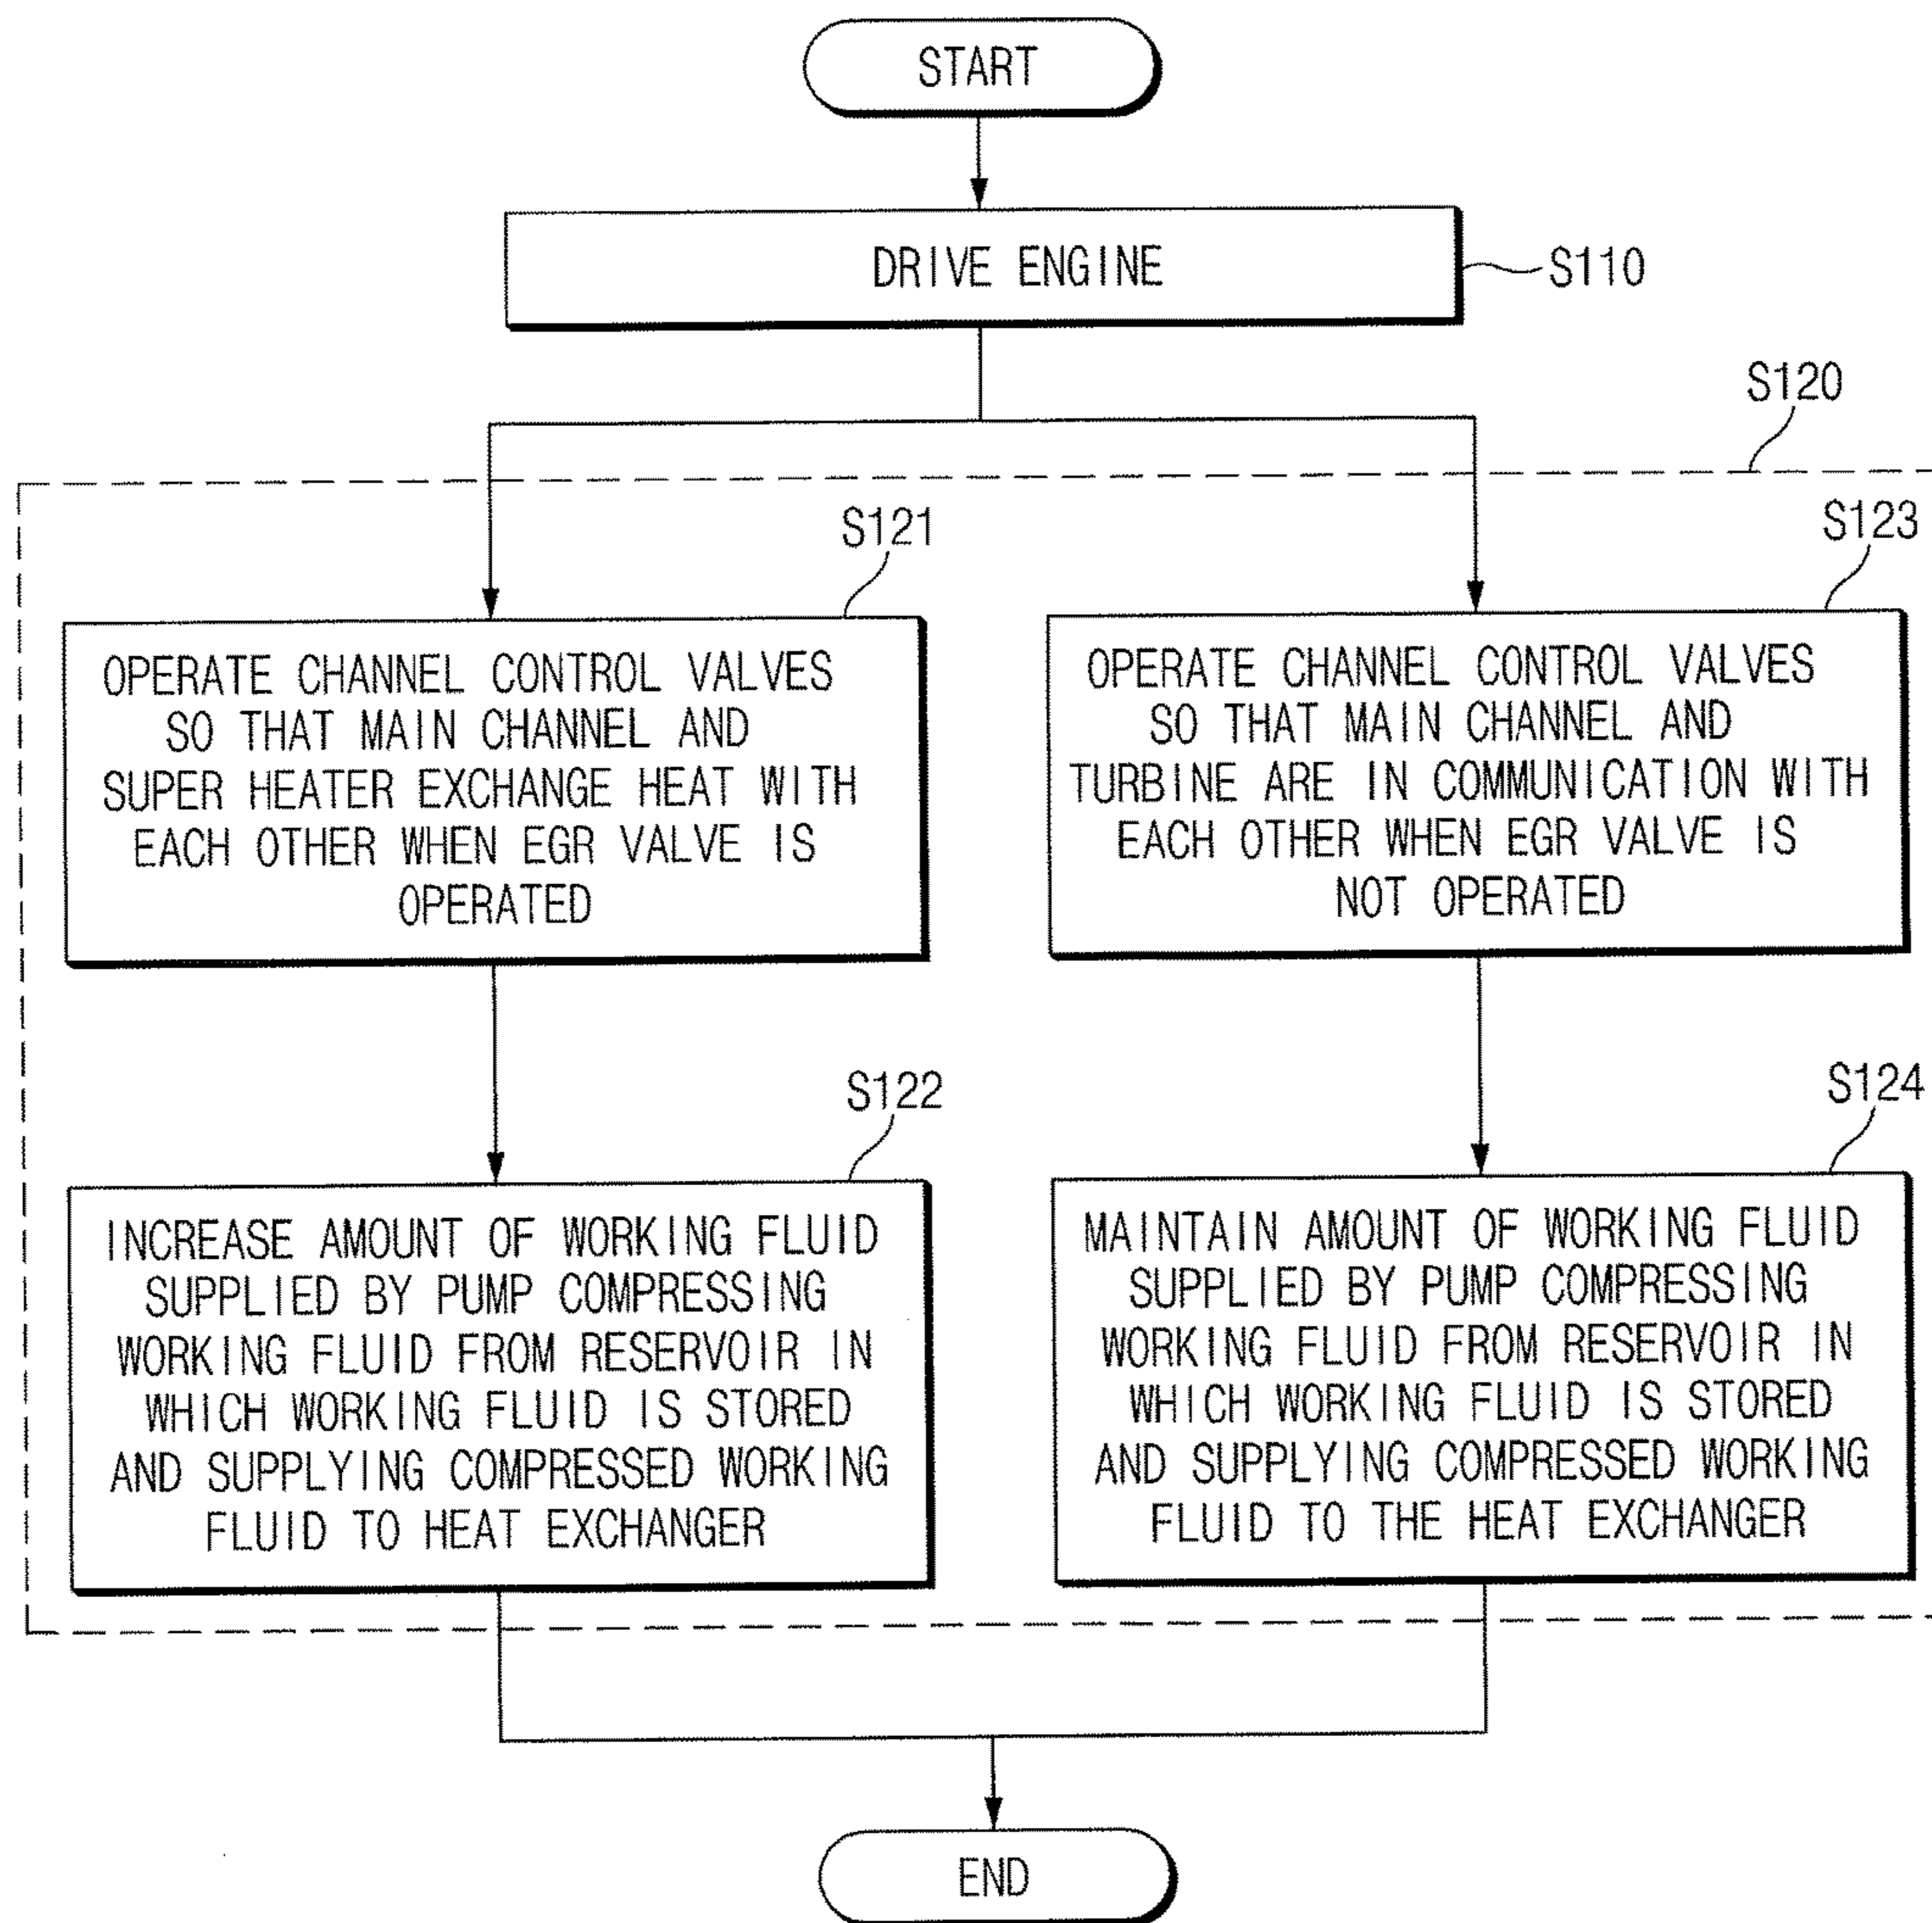 START
DRIVE ENGINE
S110
S120
S121
OPERATE CHANNEL CONTROL VALVES
SO THAT MAIN CHANNEL AND
SUPER HEATER EXCHANGE HEAT WITH
EACH OTHER WHEN EGR VALVE IS
OPERATED
S123
OPERATE CHANNEL CONTROL VALVES
SO THAT MAIN CHANNEL AND
TURBINE ARE IN COMMUNICATION WITH
EACH OTHER WHEN EGR VALVE IS
NOT OPERATED
S122
INCREASE AMOUNT OF WORKING FLUID
SUPPLIED BY PUMP COMPRESSING
WORKING FLUID FROM RESERVOIR IN
WHICH WORKING FLUID IS STORED
AND SUPPLYING COMPRESSED WORKING
FLUID TO HEAT EXCHANGER
S124
MAINTAIN AMOUNT OF WORKING FLUID
SUPPLIED BY PUMP COMPRESSING
WORKING FLUID FROM RESERVOIR IN
WHICH WORKING FLUID IS STORED
AND SUPPLYING COMPRESSED WORKING
FLUID TO THE HEAT EXCHANGER
END